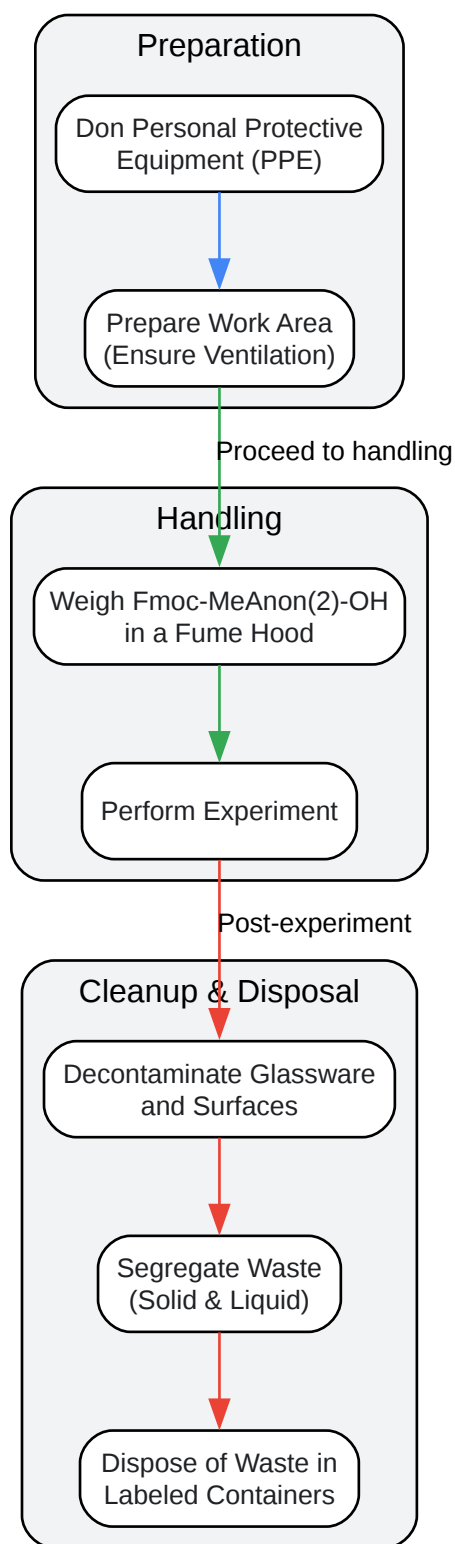 Preparation
Don Personal Protective
Equipment (PPE)
Prepare Work Area
(Ensure Ventilation)
Proceed to handling
Handling
Weigh Fmoc-MeAnon(2)-OH
in a Fume Hood
Perform Experiment
Post-experiment
Cleanup & Disposal
Decontaminate Glassware
and Surfaces
Segregate Waste
(Solid & Liquid)
Dispose of Waste in
Labeled Containers